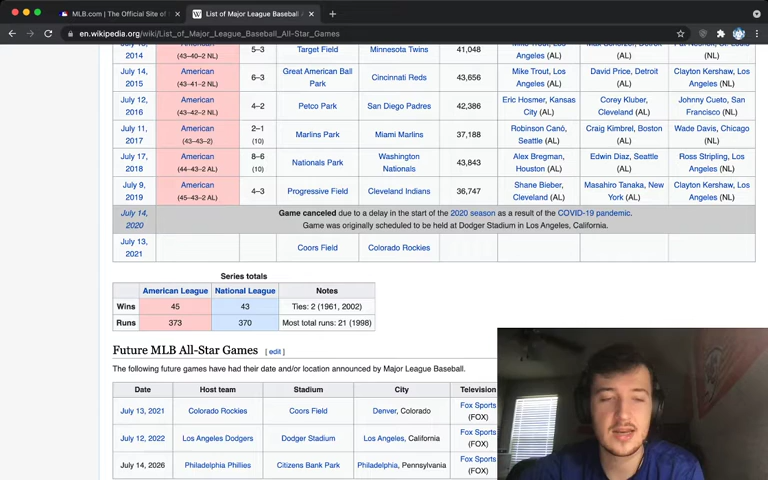 MLB.com | The Official Site of
List of Major League Baseball A
en.wikipedia.org/wiki/List_of_Major_League_Baseball_All-Star_Games
2014 (43–40–2 NL) 5–3 Target Field Minnesota Twins 41,048 (AL) (AL) (NL)
July 14, 2015 American (43–41–2 NL) 6–3 Great American Ball Park Cincinnati Reds 43,656 Mike Trout, Los Angeles (AL) David Price, Detroit (AL) Clayton Kershaw, Los Angeles (NL)
July 12, 2016 American (43–42–2 NL) 4–2 Petco Park San Diego Padres 42,386 Eric Hosmer, Kansas City (AL) Corey Kluber, Cleveland (AL) Johnny Cueto, San Francisco (NL)
July 11, 2017 American (43–43–2) 2–1 (10) Marlins Park Miami Marlins 37,188 Robinson Canó, Seattle (AL) Craig Kimbrel, Boston (AL) Wade Davis, Chicago (NL)
July 17, 2018 American (44–43–2 AL) 8–6 (10) Nationals Park Washington Nationals 43,843 Alex Bregman, Houston (AL) Edwin Díaz, Seattle (AL) Ross Stripling, Los Angeles (NL)
July 9, 2019 American (45–43–2 AL) 4–3 Progressive Field Cleveland Indians 36,747 Shane Bieber, Cleveland (AL) Masahiro Tanaka, New York (AL) Clayton Kershaw, Los Angeles (NL)
July 14, 2020 Game canceled due to a delay in the start of the 2020 season as a result of the COVID-19 pandemic.
Game was originally scheduled to be held at Dodger Stadium in Los Angeles, California.
July 13, 2021 Coors Field Colorado Rockies
Series totals
American League National League Notes
Wins 45 43 Ties: 2 (1961, 2002)
Runs 373 370 Most total runs: 21 (1998)
Future MLB All-Star Games [ edit ]
The following future games have had their date and/or location announced by Major League Baseball.
Date Host team Stadium City Television
July 13, 2021 Colorado Rockies Coors Field Denver, Colorado Fox Sports (FOX)
July 12, 2022 Los Angeles Dodgers Dodger Stadium Los Angeles, California Fox Sports (FOX)
July 14, 2026 Philadelphia Phillies Citizens Bank Park Philadelphia, Pennsylvania Fox Sports (FOX)